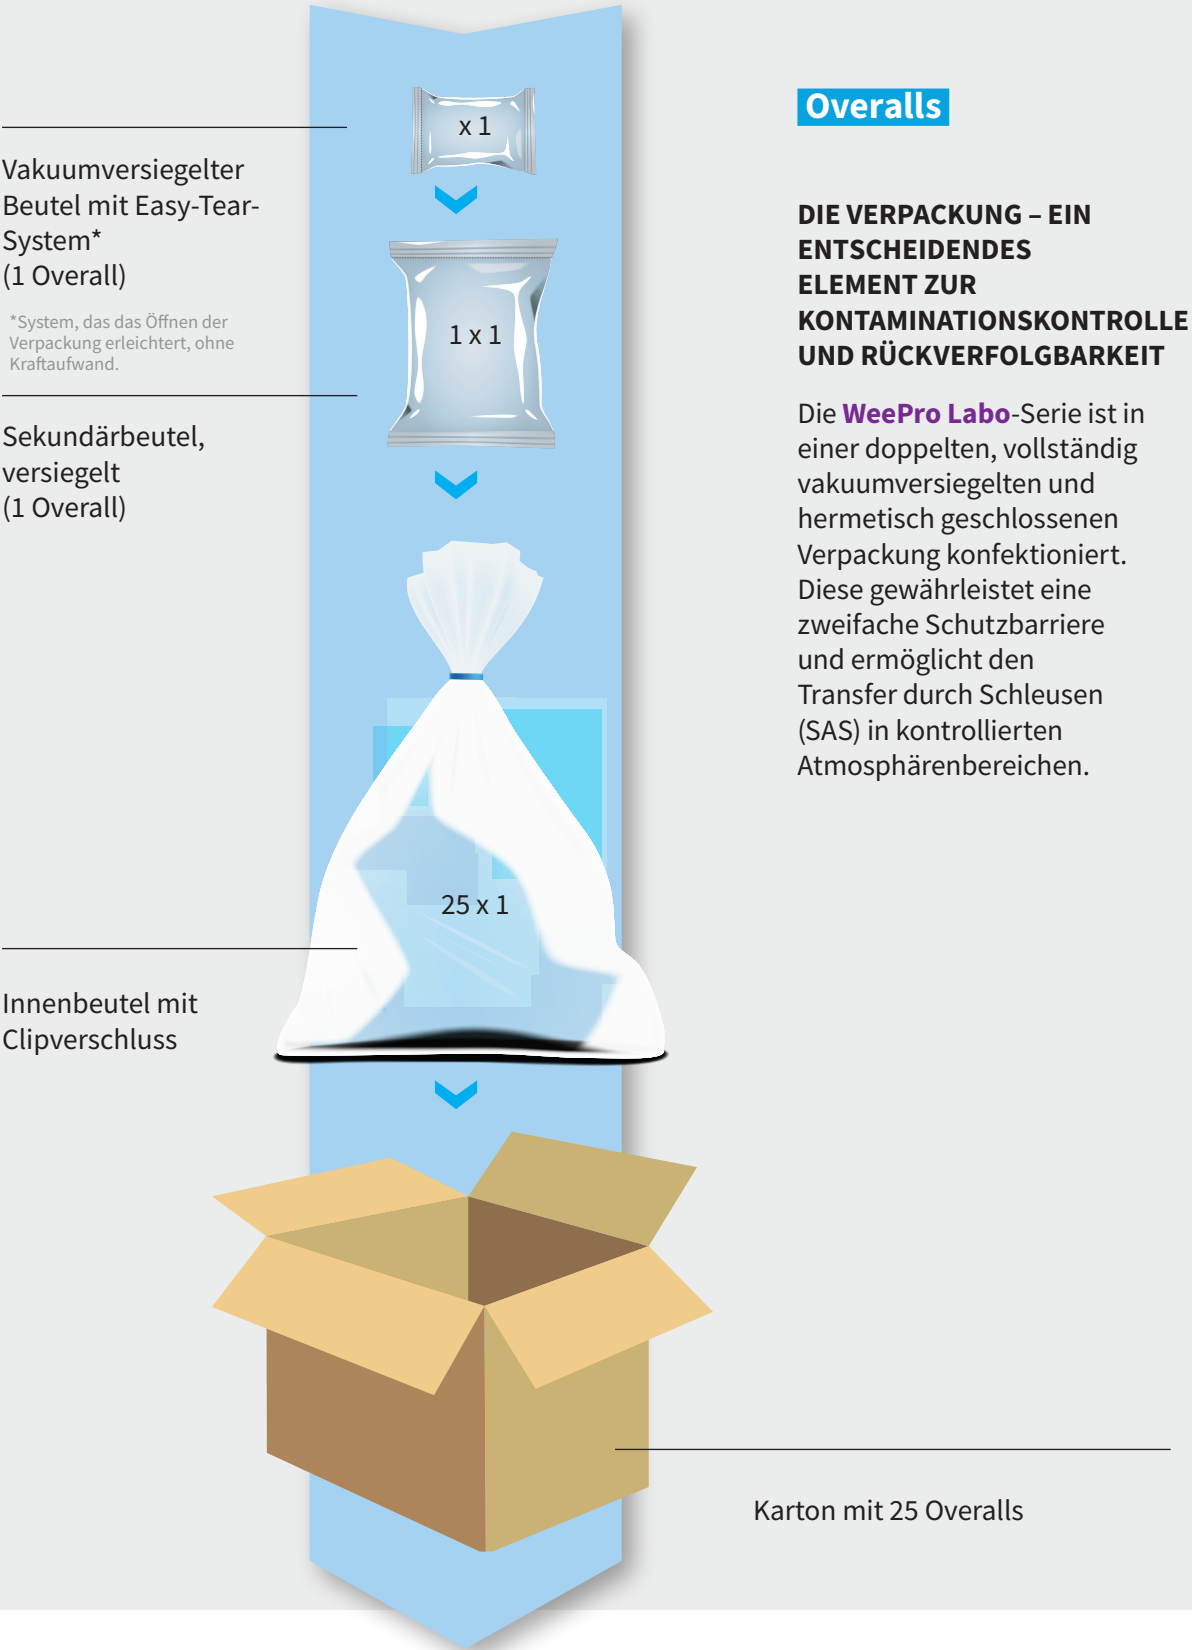 x 1
Vakuumversiegelter
Beutel mit Easy-Tear-
System*
(1 Overall)
*System, das das Öffnen der
Verpackung erleichtert, ohne
Kraftaufwand.
1 x 1
Sekundärbeutel,
versiegelt
(1 Overall)
25 x 1
Innenbeutel mit
Clipverschluss
Karton mit 25 Overalls
Overalls
DIE VERPACKUNG – EIN
ENTSCHEIDENDES
ELEMENT ZUR
KONTAMINATIONSKONTROLLE
UND RÜCKVERFOLGBARKEIT
Die WeePro Labo-Serie ist in
einer doppelten, vollständig
vakuumversiegelten und
hermetisch geschlossenen
Verpackung konfektioniert.
Diese gewährleistet eine
zweifache Schutzbarriere
und ermöglicht den
Transfer durch Schleusen
(SAS) in kontrollierten
Atmosphärenbereichen.